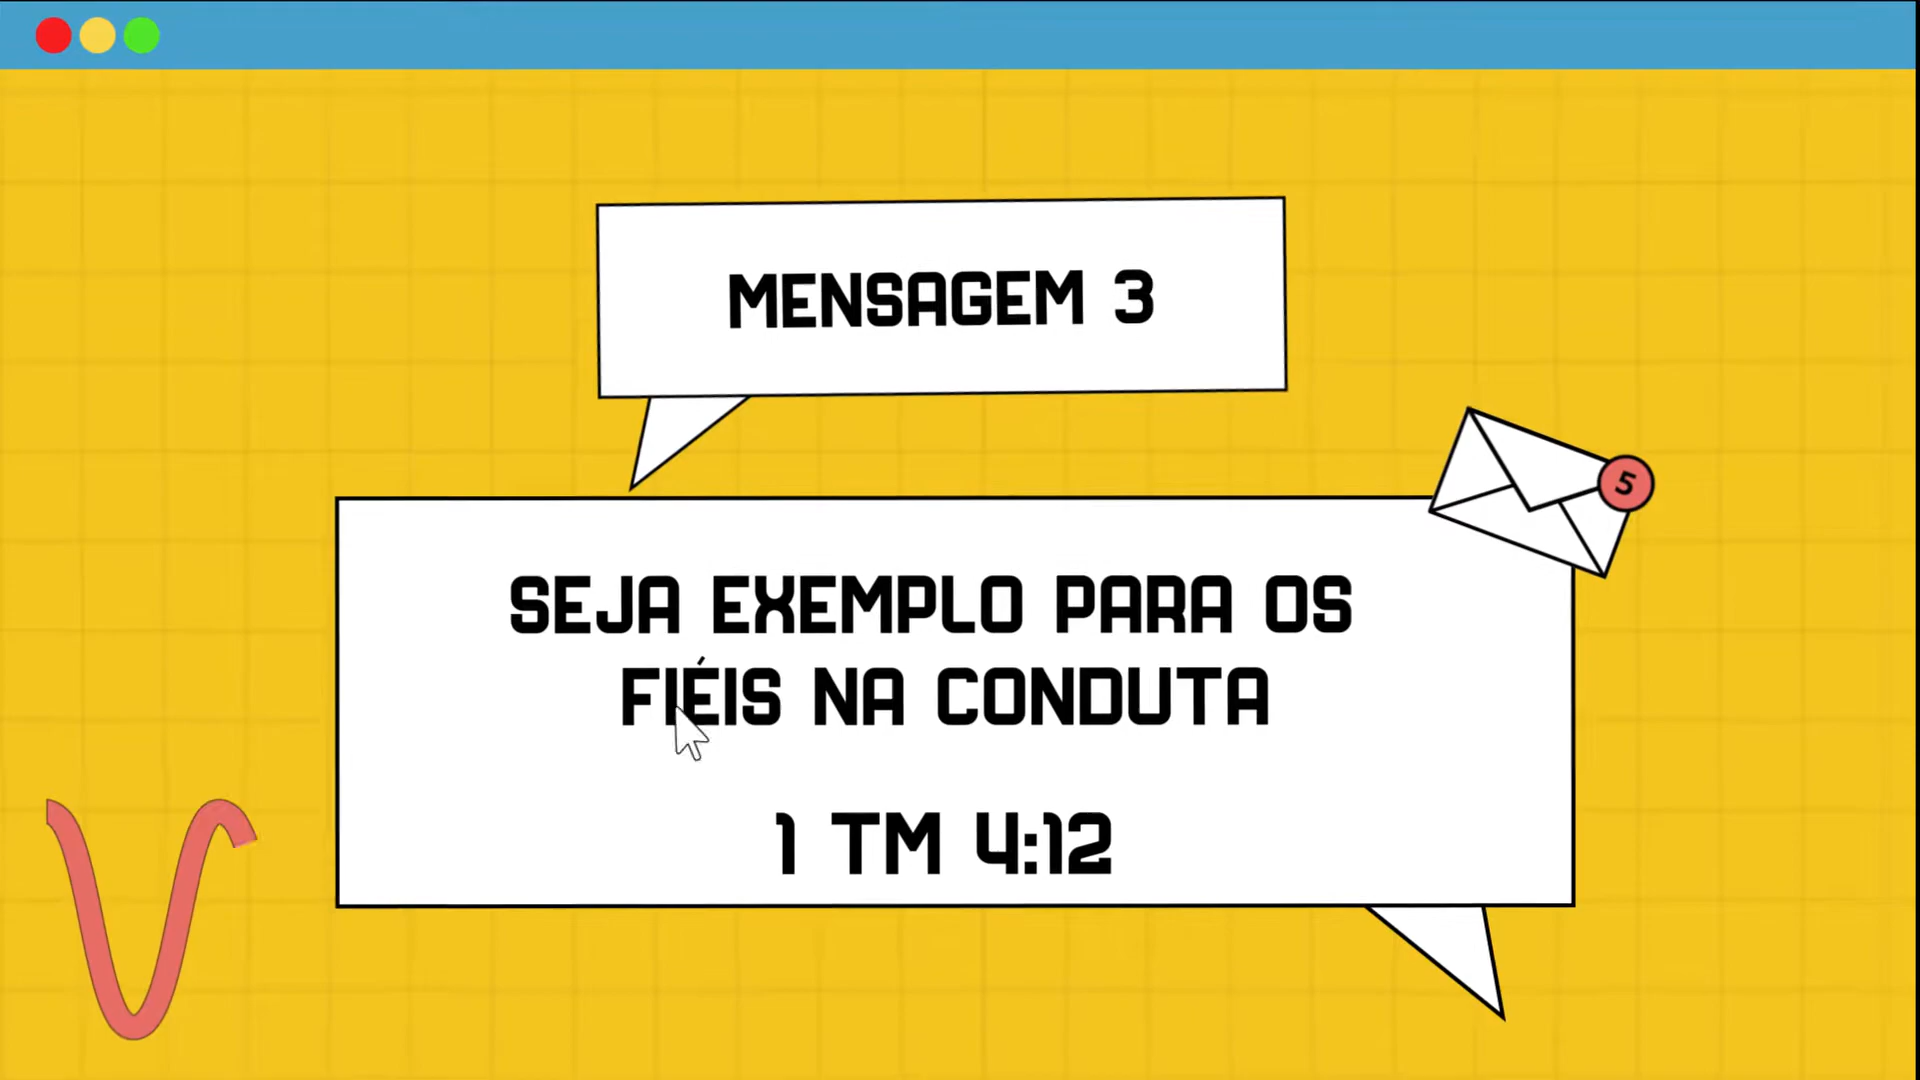 MENSAGEM 3
5
SEJA EXEMPLO PARA OS
FIÉIS NA CONDUTA
1 TM 4:12